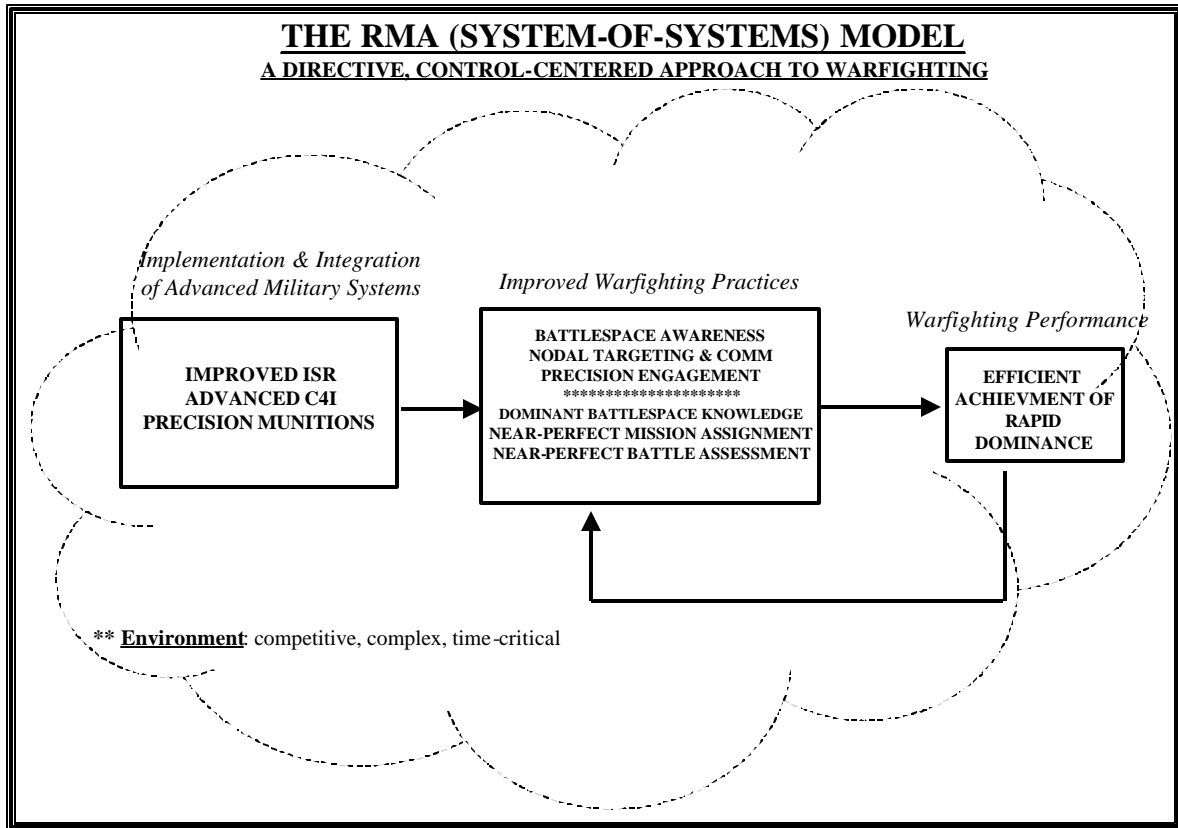 THE RMA (SYSTEM-OF-SYSTEMS) MODEL
A DIRECTIVE, CONTROL-CENTERED APPROACH TO WARFIGHTING
Implementation & Integration
of Advanced Military Systems
IMPROVED ISR
ADVANCED C4I
PRECISION MUNITIONS
Improved Warfighting Practices
BATTLESPACE AWARENESS
NODAL TARGETING & COMM
PRECISION ENGAGEMENT
*********************
DOMINANT BATTLESPACE KNOWLEDGE
NEAR-PERFECT MISSION ASSIGNMENT
NEAR-PERFECT BATTLE ASSESSMENT
Warfighting Performance
EFFICIENT
ACHIEVMENT OF
RAPID
DOMINANCE
** Environment: competitive, complex, time-critical